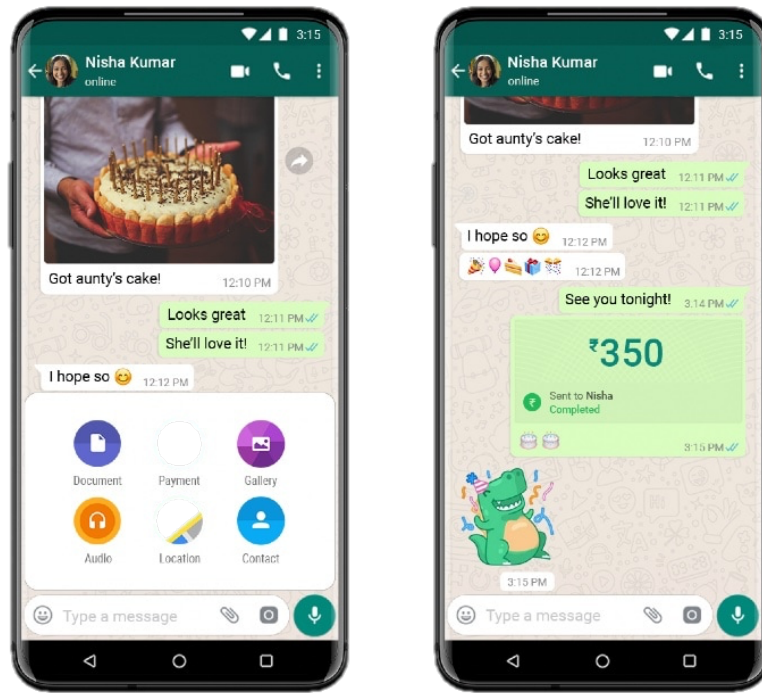 3:15
Nisha Kumar
online
Got aunty's cake!
12:10 PM
Looks great 12:11 PM
She'll love it! 12:11 PM
I hope so 😊 12:12 PM
Document Payment Gallery
Audio Location Contact
Type a message
3:15
Nisha Kumar
online
Got aunty's cake! 12:10 PM
Looks great 12:11 PM
She'll love it! 12:11 PM
I hope so 😊 12:12 PM
🎉🎈🍰🎁🎊 12:12 PM
See you tonight! 3:14 PM
₹350
₹ Sent to Nisha
Completed
🎂🎂 3:15 PM
3:15 PM
Type a message